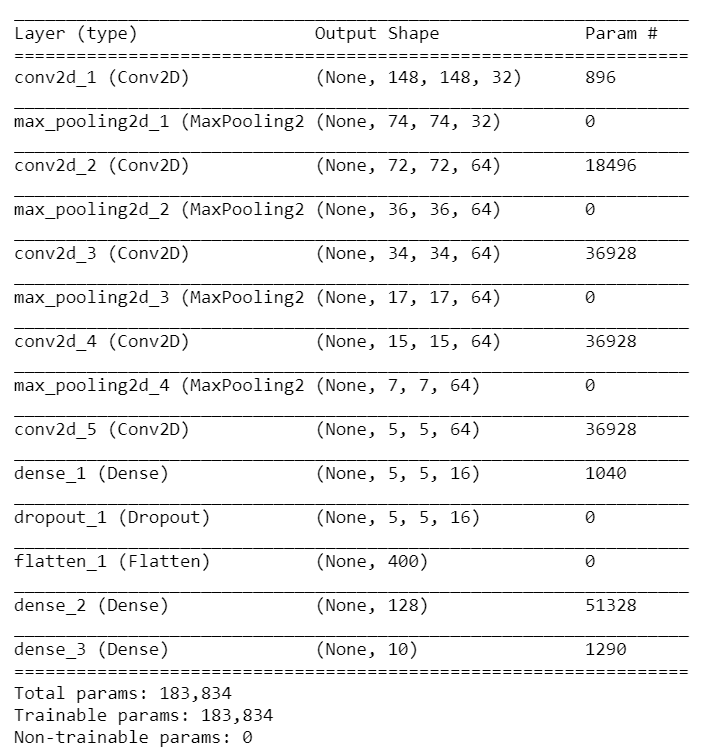 Layer (type) Output Shape Param #
conv2d_1 (Conv2D) (None, 148, 148, 32) 896
max_pooling2d_1 (MaxPooling2 (None, 74, 74, 32) 0
conv2d_2 (Conv2D) (None, 72, 72, 64) 18496
max_pooling2d_2 (MaxPooling2 (None, 36, 36, 64) 0
conv2d_3 (Conv2D) (None, 34, 34, 64) 36928
max_pooling2d_3 (MaxPooling2 (None, 17, 17, 64) 0
conv2d_4 (Conv2D) (None, 15, 15, 64) 36928
max_pooling2d_4 (MaxPooling2 (None, 7, 7, 64) 0
conv2d_5 (Conv2D) (None, 5, 5, 64) 36928
dense_1 (Dense) (None, 5, 5, 16) 1040
dropout_1 (Dropout) (None, 5, 5, 16) 0
flatten_1 (Flatten) (None, 400) 0
dense_2 (Dense) (None, 128) 51328
dense_3 (Dense) (None, 10) 1290
Total params: 183,834
Trainable params: 183,834
Non-trainable params: 0